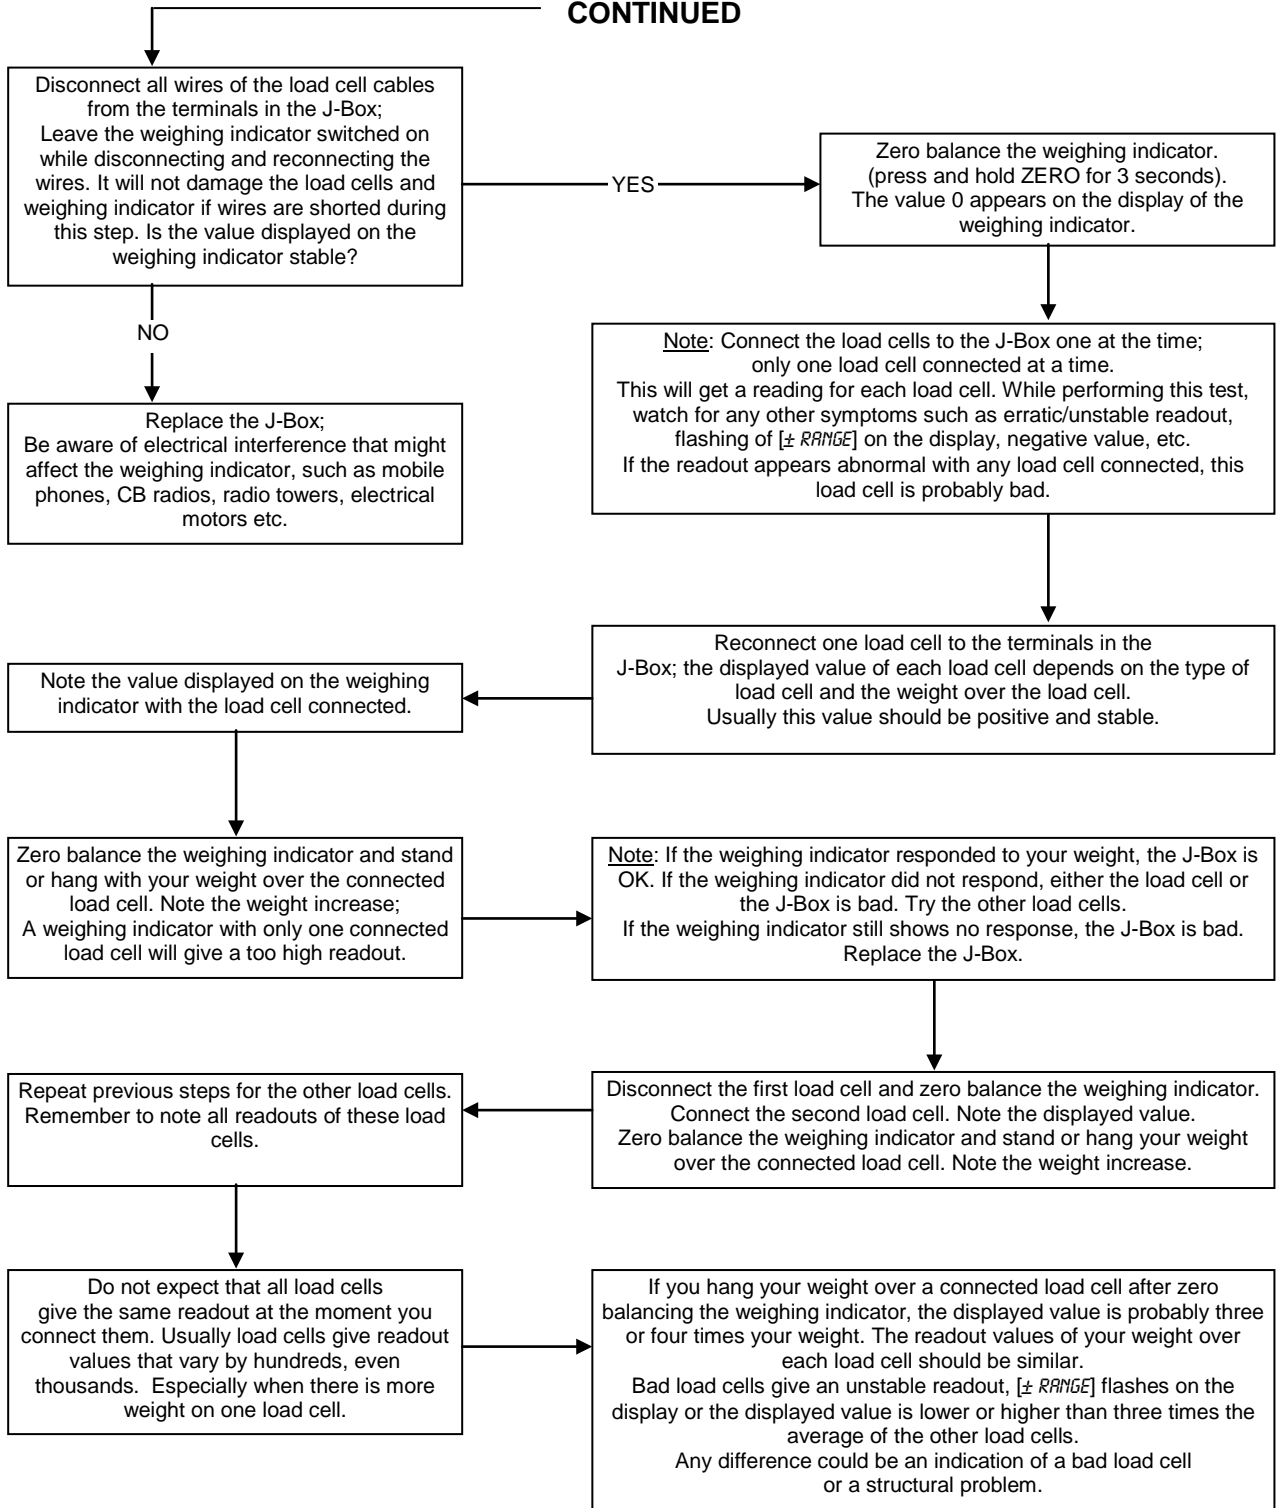 CONTINUED
Disconnect all wires of the load cell cables
from the terminals in the J-Box;
Leave the weighing indicator switched on
while disconnecting and reconnecting the
wires. It will not damage the load cells and
weighing indicator if wires are shorted during
this step. Is the value displayed on the
weighing indicator stable?
YES
Zero balance the weighing indicator.
(press and hold ZERO for 3 seconds).
The value 0 appears on the display of the
weighing indicator.
NO
Replace the J-Box;
Be aware of electrical interference that might
affect the weighing indicator, such as mobile
phones, CB radios, radio towers, electrical
motors etc.
Note: Connect the load cells to the J-Box one at the time;
only one load cell connected at a time.
This will get a reading for each load cell. While performing this test,
watch for any other symptoms such as erratic/unstable readout,
flashing of [± RANGE] on the display, negative value, etc.
If the readout appears abnormal with any load cell connected, this
load cell is probably bad.
Reconnect one load cell to the terminals in the
J-Box; the displayed value of each load cell depends on the type of
load cell and the weight over the load cell.
Usually this value should be positive and stable.
Note the value displayed on the weighing
indicator with the load cell connected.
Zero balance the weighing indicator and stand
or hang with your weight over the connected
load cell. Note the weight increase;
A weighing indicator with only one connected
load cell will give a too high readout.
Note: If the weighing indicator responded to your weight, the J-Box is
OK. If the weighing indicator did not respond, either the load cell or
the J-Box is bad. Try the other load cells.
If the weighing indicator still shows no response, the J-Box is bad.
Replace the J-Box.
Disconnect the first load cell and zero balance the weighing indicator.
Connect the second load cell. Note the displayed value.
Zero balance the weighing indicator and stand or hang your weight
over the connected load cell. Note the weight increase.
Repeat previous steps for the other load cells.
Remember to note all readouts of these load
cells.
Do not expect that all load cells
give the same readout at the moment you
connect them. Usually load cells give readout
values that vary by hundreds, even
thousands.  Especially when there is more
weight on one load cell.
If you hang your weight over a connected load cell after zero
balancing the weighing indicator, the displayed value is probably three
or four times your weight. The readout values of your weight over
each load cell should be similar.
Bad load cells give an unstable readout, [± RANGE] flashes on the
display or the displayed value is lower or higher than three times the
average of the other load cells.
Any difference could be an indication of a bad load cell
or a structural problem.